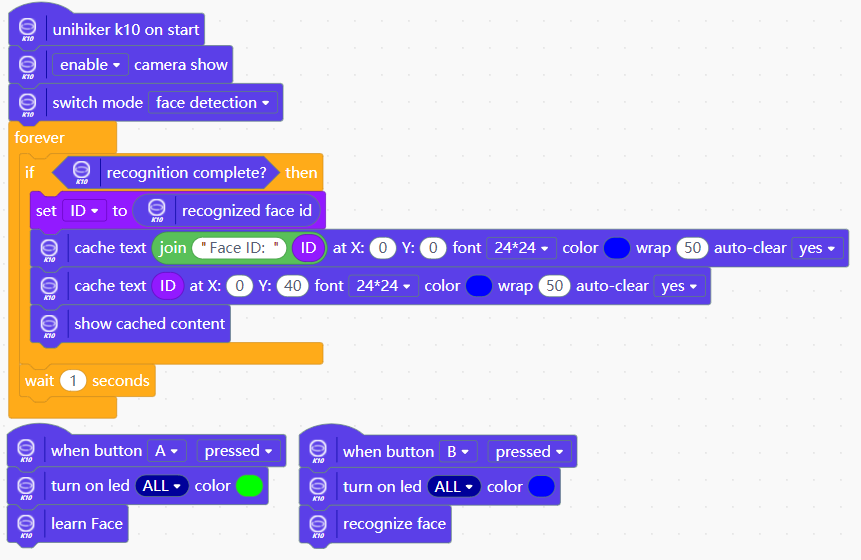 K10 unihiker k10 on start
K10 enable camera show
K10 switch mode face detection
forever
if K10 recognition complete? then
set ID to K10 recognized face id
K10 cache text join "Face ID: " ID at X: 0 Y: 0 font 24*24 color wrap 50 auto-clear yes
K10 cache text ID at X: 0 Y: 40 font 24*24 color wrap 50 auto-clear yes
K10 show cached content
wait 1 seconds
K10 when button A pressed
K10 turn on led ALL color
K10 learn Face
K10 when button B pressed
K10 turn on led ALL color
K10 recognize face